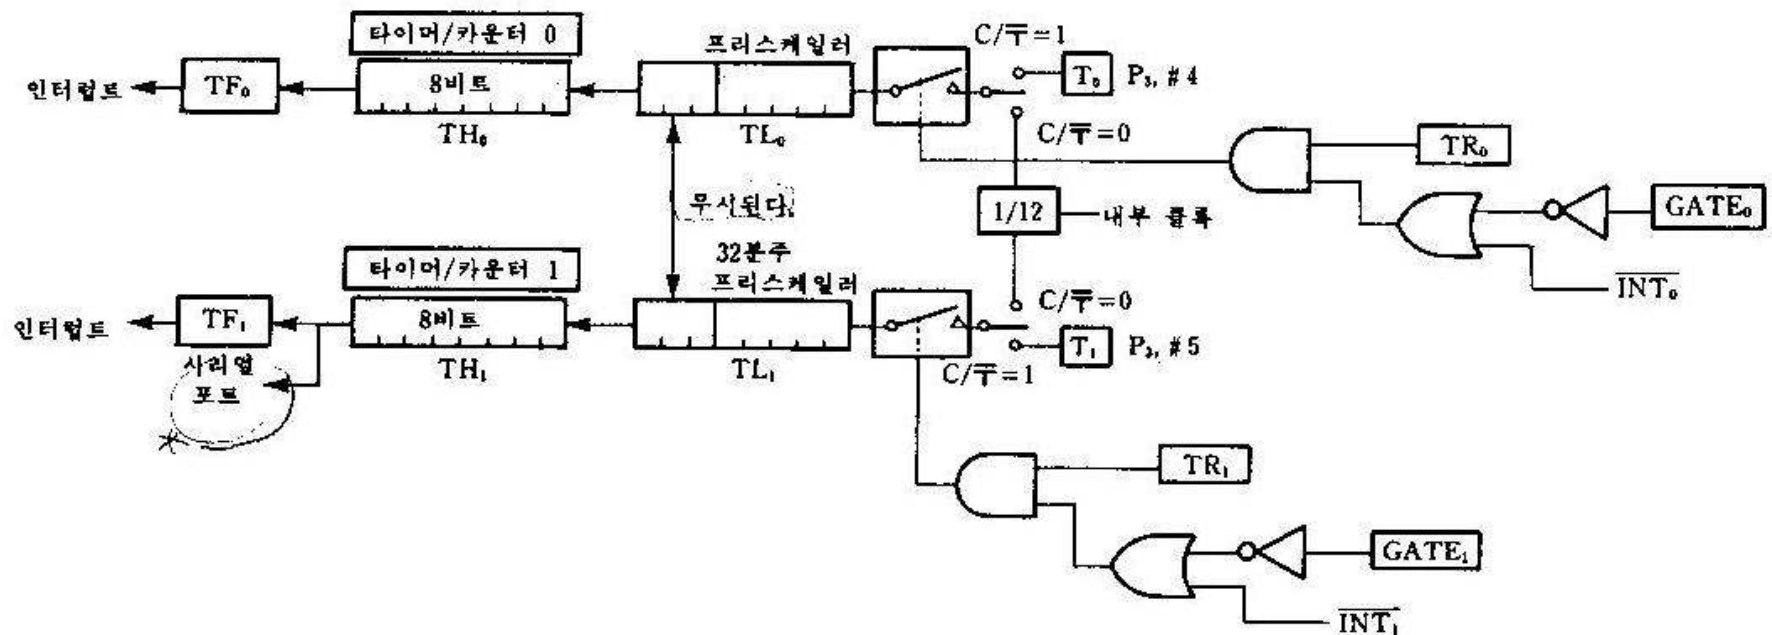 타이머/카운터 0
프리스케일러
C/T̅=1
인터럽트
TF₀
8비트
T₀
P₃, #4
TH₀
TL₀
C/T̅=0
TR₀
무시된다.
1/12
내부 클록
GATE₀
32분주
프리스케일러
타이머/카운터 1
I̅N̅T̅₀
C/T̅=0
인터럽트
TF₁
8비트
T₁
P₃, #5
시리얼
포트
TH₁
TL₁
C/T̅=1
TR₁
GATE₁
I̅N̅T̅₁